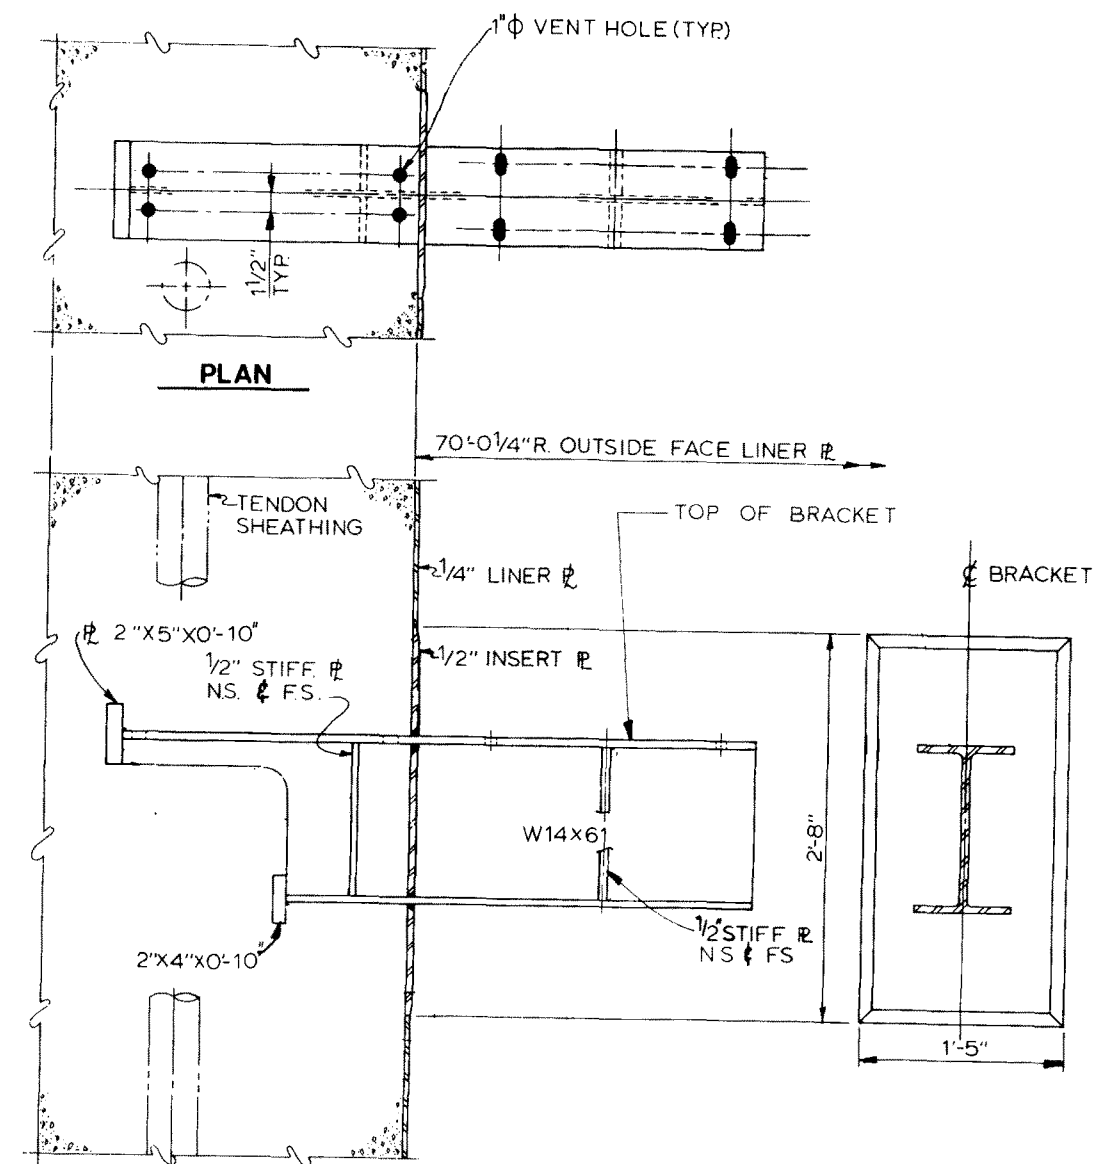 1"ϕ VENT HOLE (TYP.)
1 1/2"
TYP.
PLAN
70'-0 1/4" R. OUTSIDE FACE LINER ℄
TENDON
SHEATHING
TOP OF BRACKET
1/4" LINER ℄
℄ BRACKET
℄ 2"X5"X0'-10"
1/2" STIFF. ℄
N.S. & F.S.
1/2" INSERT ℄
W14X61
2'-8"
2"X4"X0'-10"
1/2" STIFF ℄
N S & FS
1'-5"